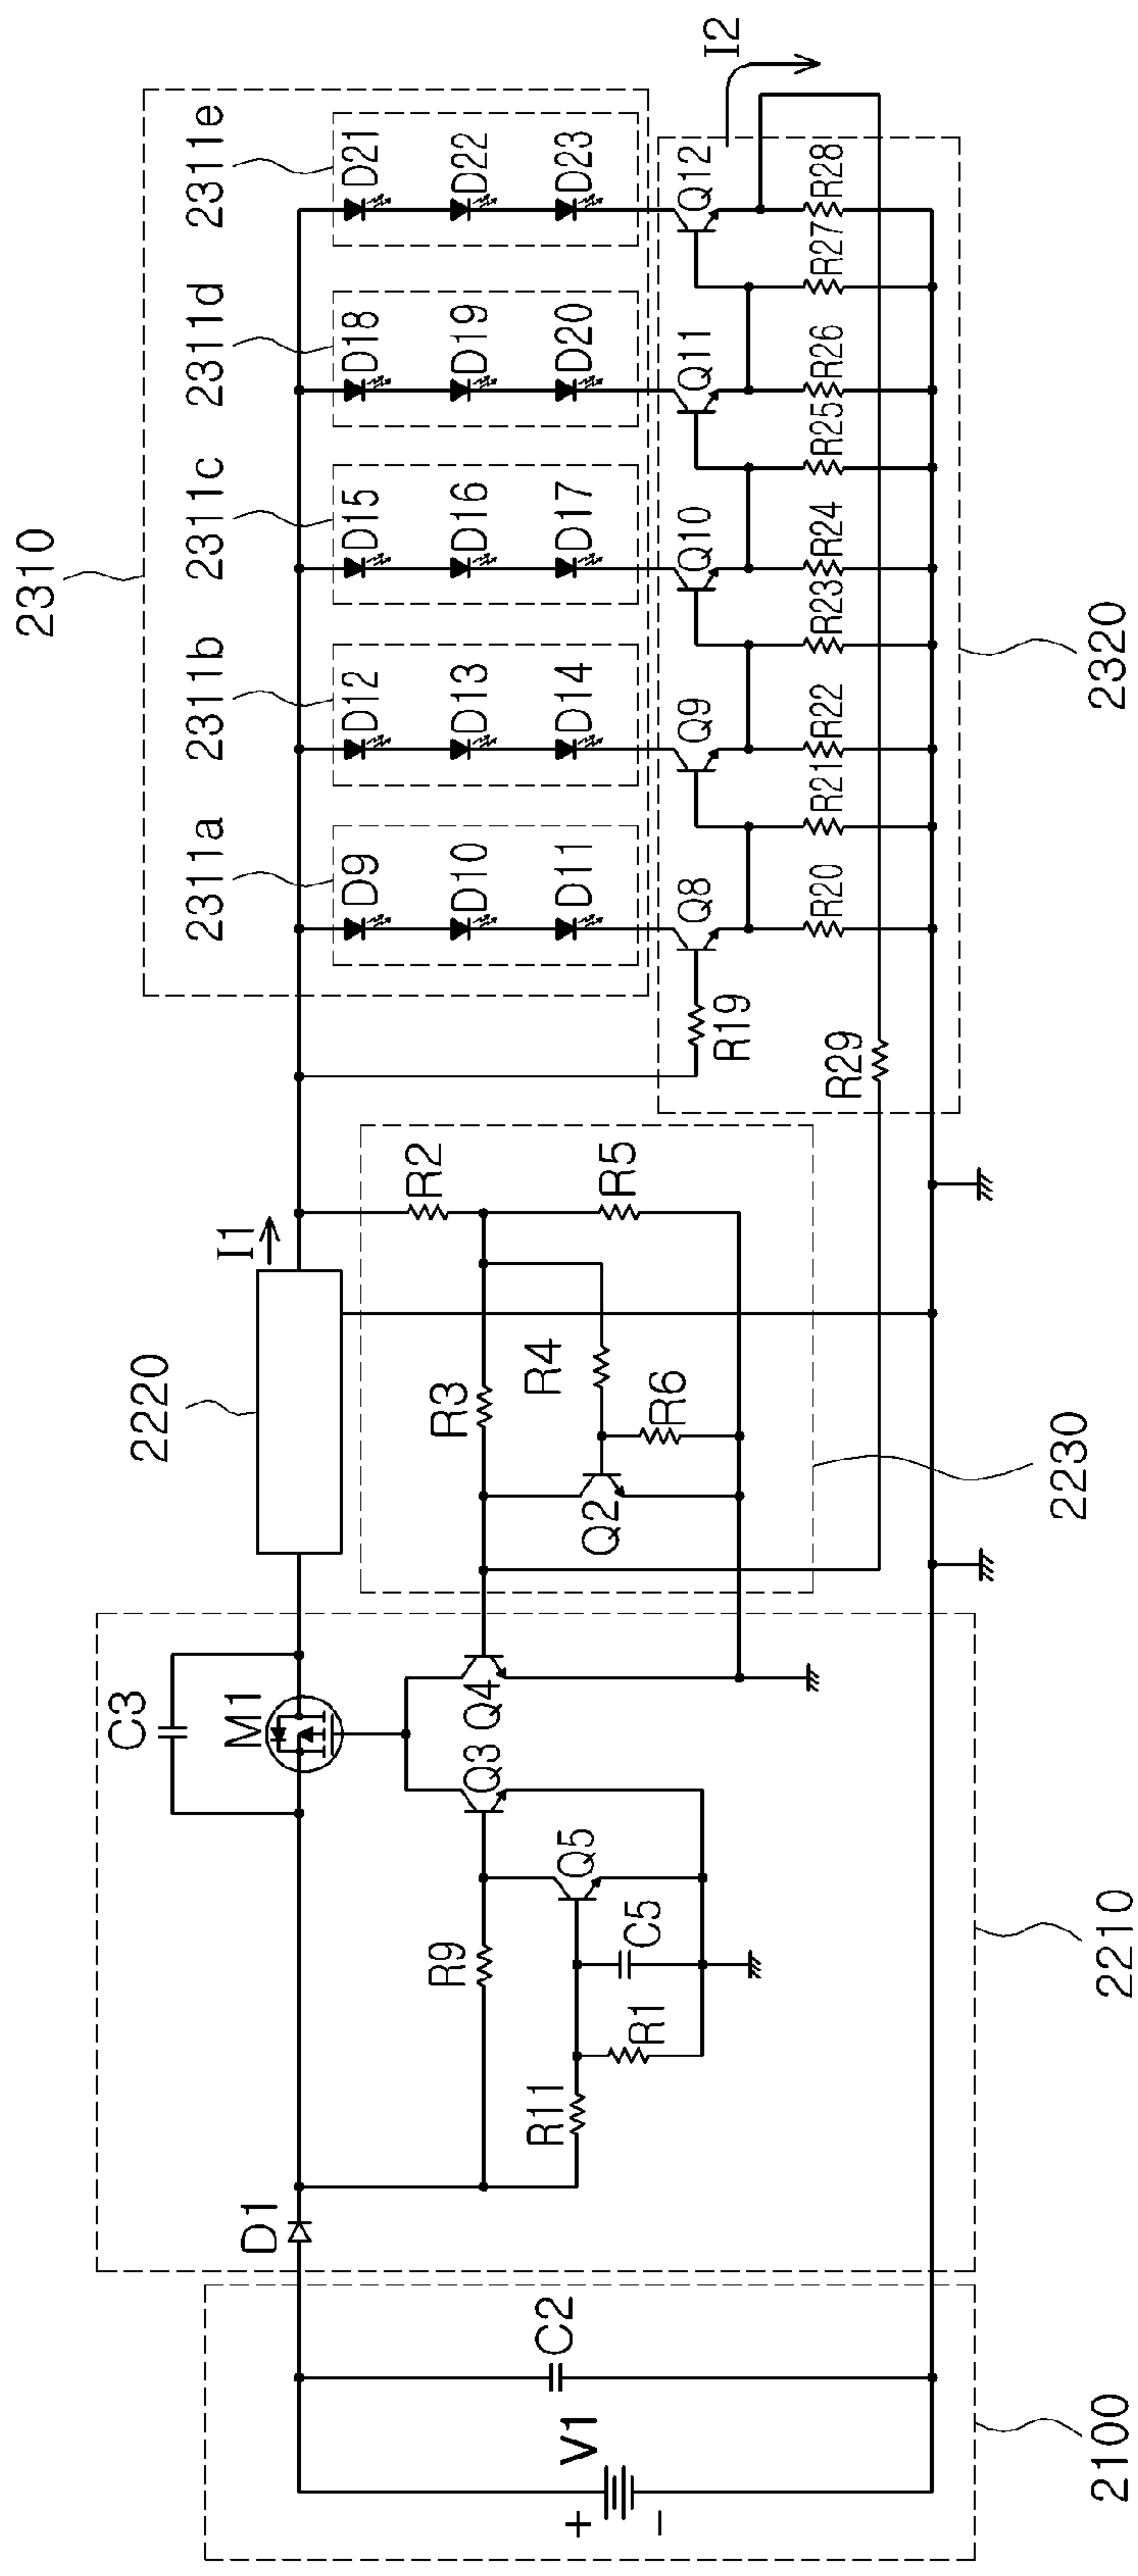 2310
2311a
2311b
2311c
2311d
2311e
D9
D12
D15
D18
D21
D10
D13
D16
D19
D22
D11
D14
D17
D20
D23
Q8
Q9
Q10
Q11
Q12
I2
R19
R20
R21
R22
R23
R24
R25
R26
R27
R28
R29
2320
2220
I1
R2
R3
R4
R5
R6
Q2
2230
C3
M1
Q3
Q4
Q5
R9
C5
R1
R11
D1
2210
C2
V1
+
−
2100